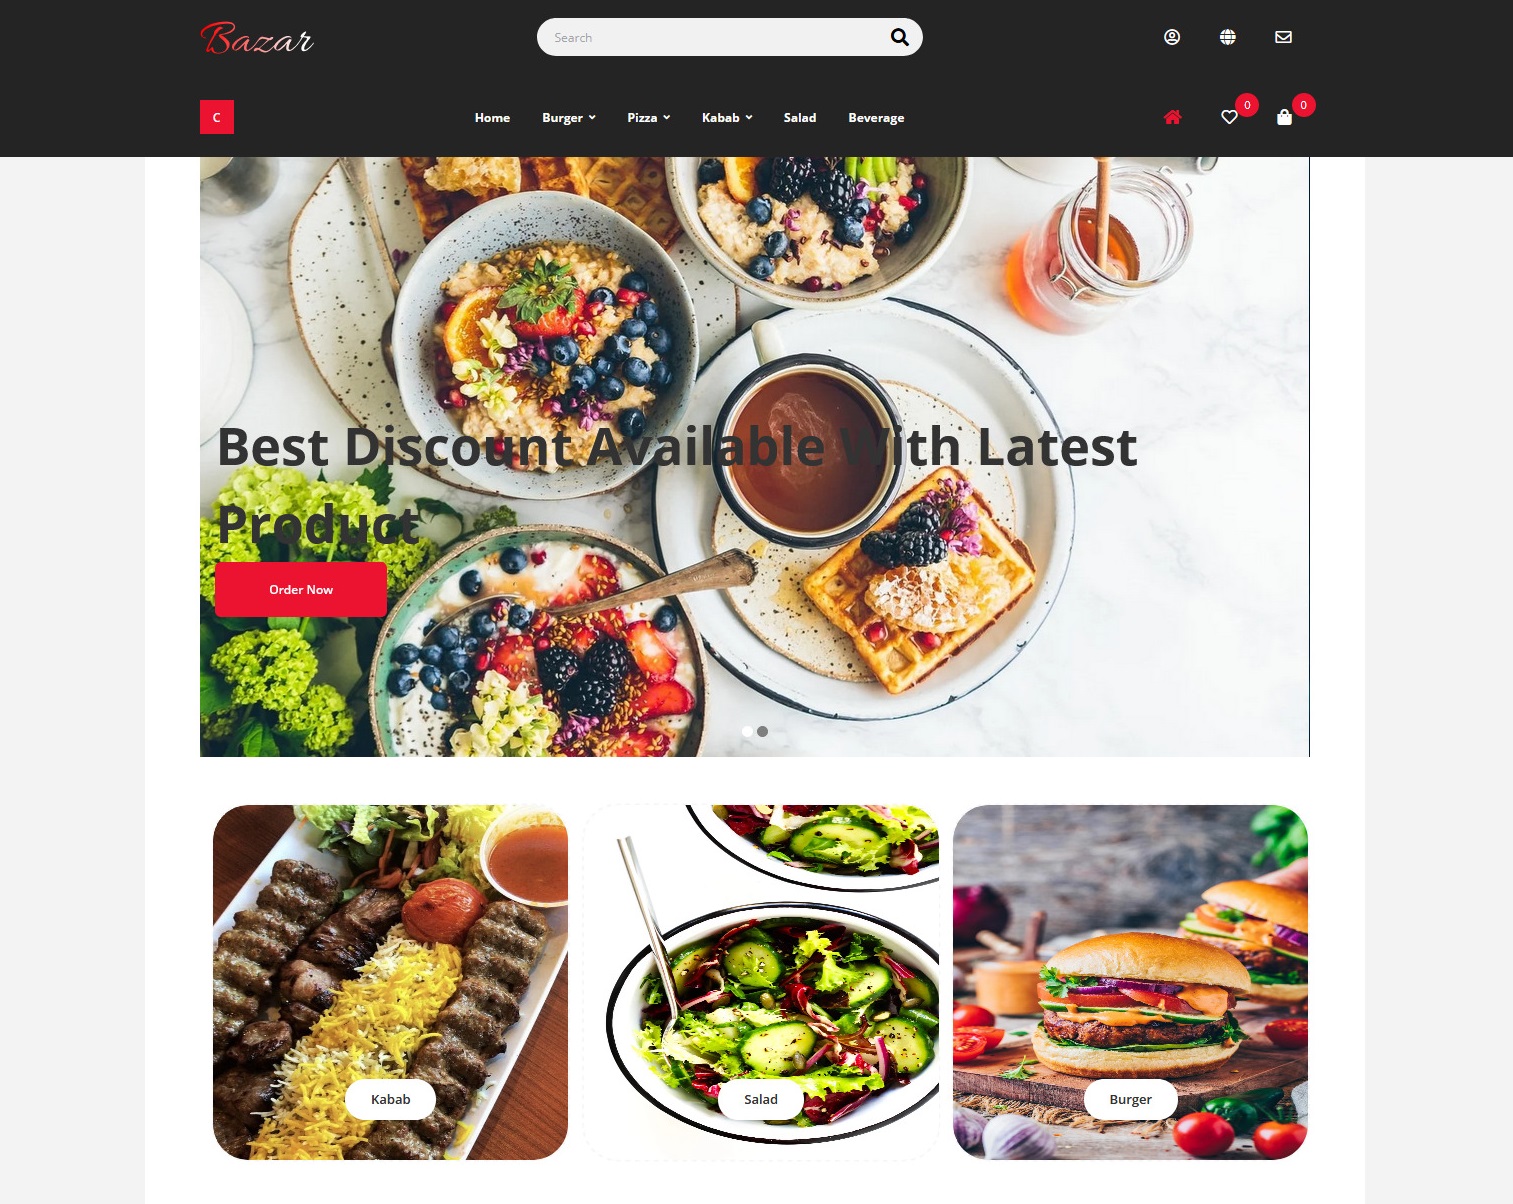 Bazar
Search
C
Home Burger Pizza Kabab Salad Beverage
0 0
Best Discount Available With Latest
Product
Order Now
Kabab Salad Burger